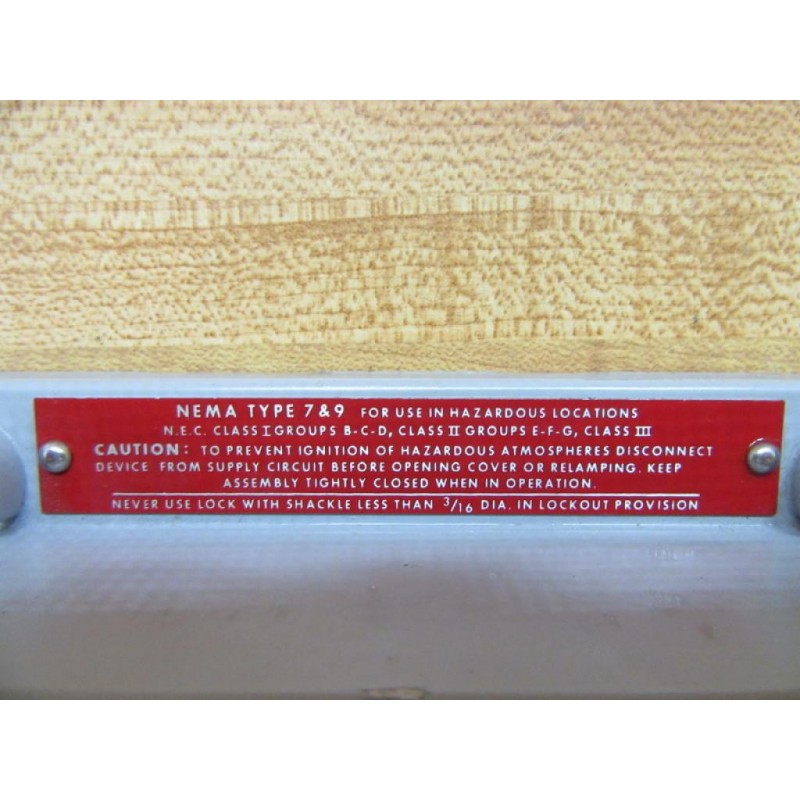 NEMA TYPE 7&9 FOR USE IN HAZARDOUS LOCATIONS
N.E.C. CLASS I GROUPS B-C-D, CLASS II GROUPS E-F-G, CLASS III
CAUTION: TO PREVENT IGNITION OF HAZARDOUS ATMOSPHERES DISCONNECT
DEVICE FROM SUPPLY CIRCUIT BEFORE OPENING COVER OR RELAMPING. KEEP
ASSEMBLY TIGHTLY CLOSED WHEN IN OPERATION.
NEVER USE LOCK WITH SHACKLE LESS THAN 3/16 DIA. IN LOCKOUT PROVISION